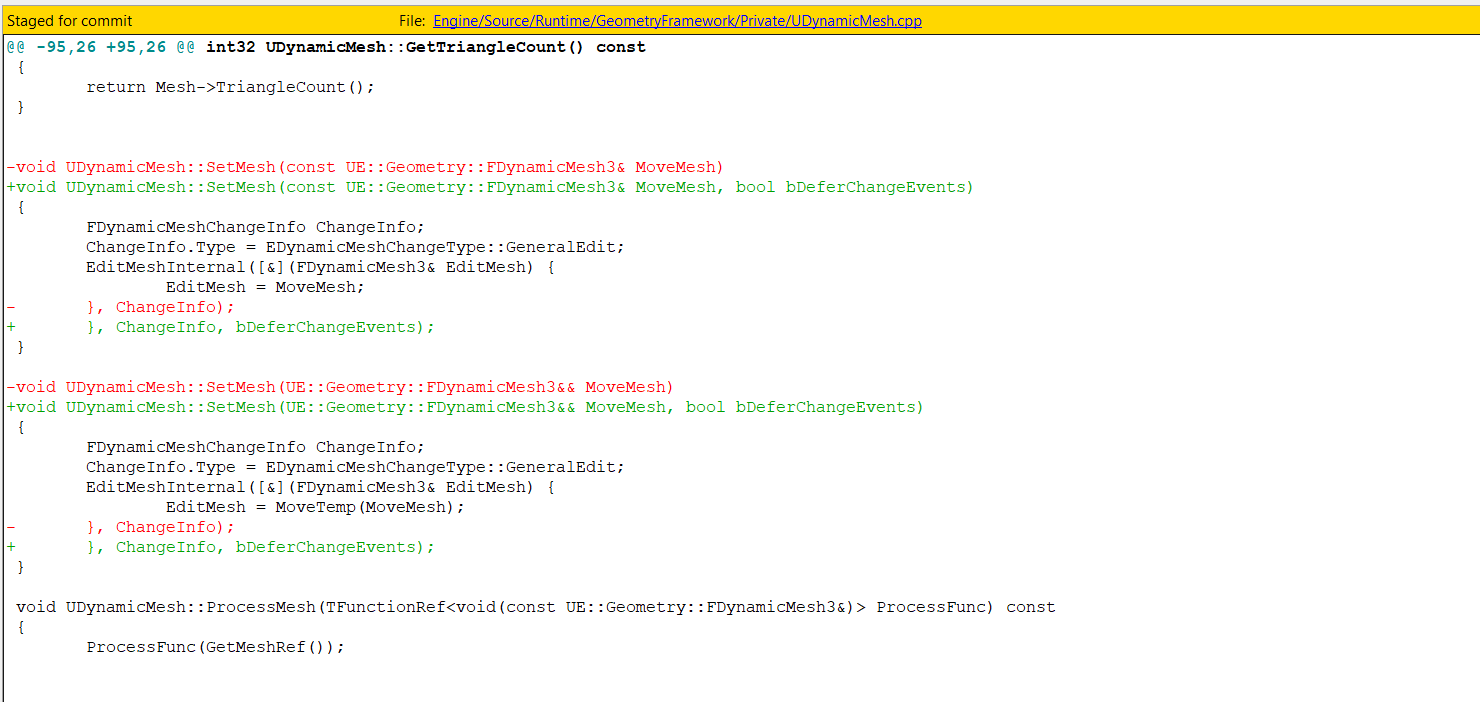 Staged for commit File: Engine/Source/Runtime/GeometryFramework/Private/UDynamicMesh.cpp
@@ -95,26 +95,26 @@ int32 UDynamicMesh::GetTriangleCount() const
 {
        return Mesh->TriangleCount();
 }
-void UDynamicMesh::SetMesh(const UE::Geometry::FDynamicMesh3& MoveMesh)
+void UDynamicMesh::SetMesh(const UE::Geometry::FDynamicMesh3& MoveMesh, bool bDeferChangeEvents)
 {
        FDynamicMeshChangeInfo ChangeInfo;
        ChangeInfo.Type = EDynamicMeshChangeType::GeneralEdit;
        EditMeshInternal([&](FDynamicMesh3& EditMesh) {
                EditMesh = MoveMesh;
-       }, ChangeInfo);
+       }, ChangeInfo, bDeferChangeEvents);
 }
-void UDynamicMesh::SetMesh(UE::Geometry::FDynamicMesh3&& MoveMesh)
+void UDynamicMesh::SetMesh(UE::Geometry::FDynamicMesh3&& MoveMesh, bool bDeferChangeEvents)
 {
        FDynamicMeshChangeInfo ChangeInfo;
        ChangeInfo.Type = EDynamicMeshChangeType::GeneralEdit;
        EditMeshInternal([&](FDynamicMesh3& EditMesh) {
                EditMesh = MoveTemp(MoveMesh);
-       }, ChangeInfo);
+       }, ChangeInfo, bDeferChangeEvents);
 }
 void UDynamicMesh::ProcessMesh(TFunctionRef<void(const UE::Geometry::FDynamicMesh3&)> ProcessFunc) const
 {
        ProcessFunc(GetMeshRef());